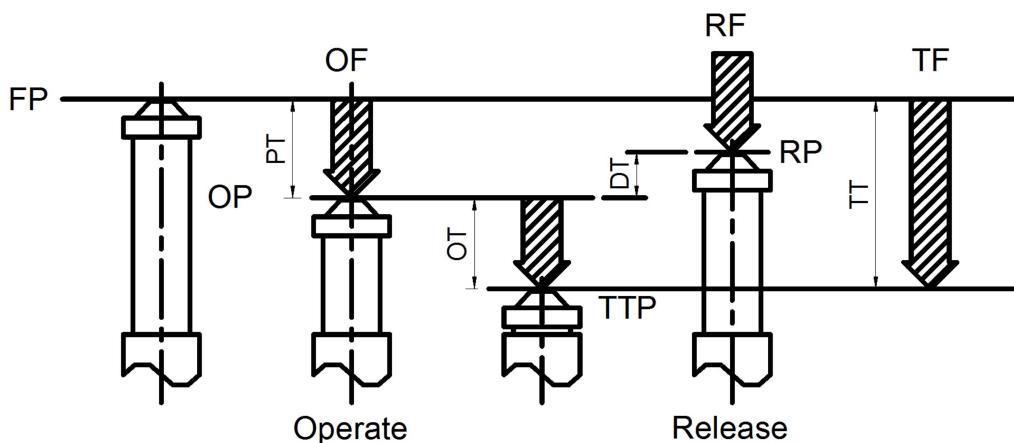 RF
OF
TF
FP
PT
RP
DT
OP
TT
OT
TTP
Operate
Release